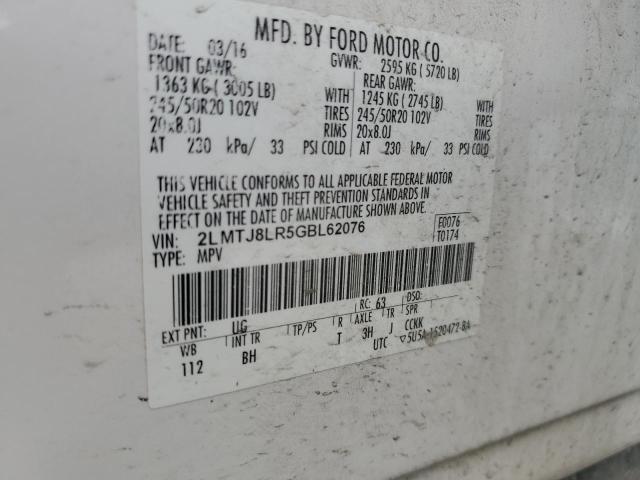 MFD. BY FORD MOTOR CO.
DATE: 03/16
GVWR: 2595 KG ( 5720 LB)
FRONT GAWR:
REAR GAWR:
1363 KG ( 3005 LB)
WITH
1245 KG ( 2745 LB)
WITH
245/50R20 102V
TIRES
245/50R20 102V
TIRES
20x8.0J
RIMS
20x8.0J
RIMS
AT 230 kPa/ 33 PSI COLD
AT 230 kPa/ 33 PSI COLD
THIS VEHICLE CONFORMS TO ALL APPLICABLE FEDERAL MOTOR
VEHICLE SAFETY AND THEFT PREVENTION STANDARDS IN
EFFECT ON THE DATE OF MANUFACTURE SHOWN ABOVE.
VIN: 2LMTJ8LR5GBL62076
F0076
TYPE: MPV
T0174
EXT PNT: UG
RC: 63
DSO:
WB
INT TR
TP/PS
R
AXLE
TR
SPR
112
BH
T
3H
J
CCKK
UTC
▽5U5A-1520472-BA